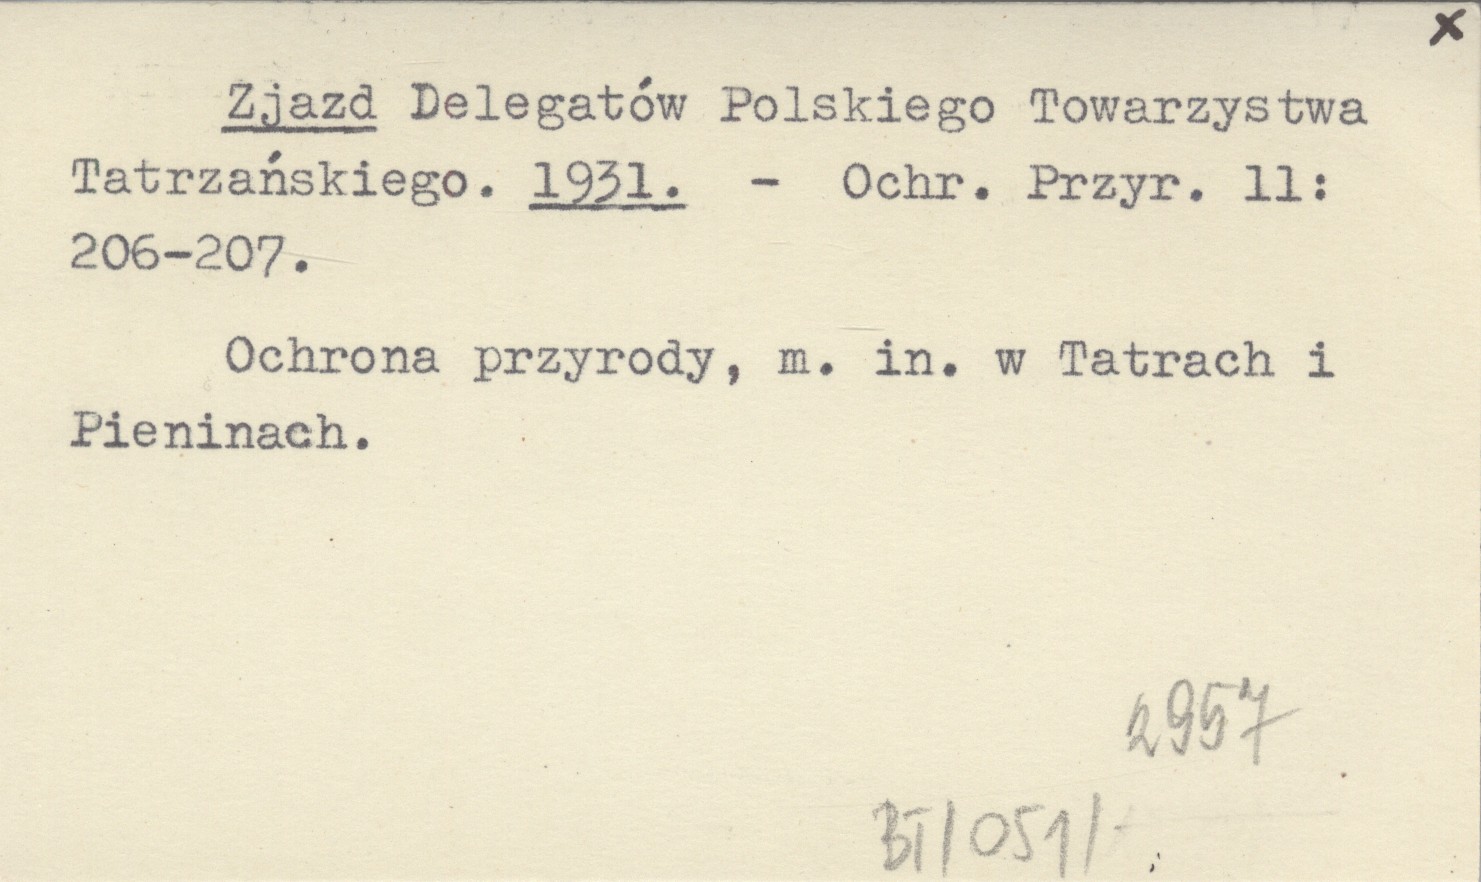 x
Zjazd Delegatów Polskiego Towarzystwa
Tatrzańskiego. 1931. - Ochr. Przyr. 11:
206-207.
Ochrona przyrody, m. in. w Tatrach i
Pieninach.
2957
BT/051/